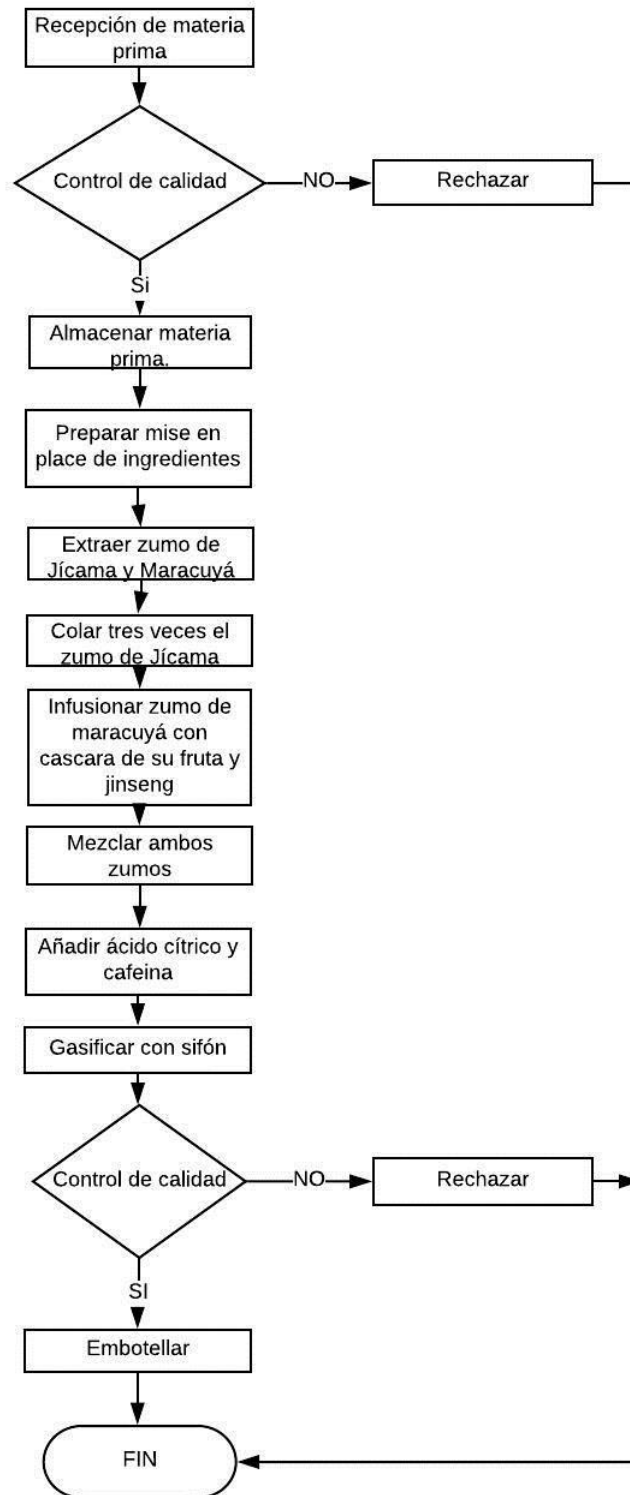 Recepción de materia
prima
Control de calidad
NO
Rechazar
Si
Almacenar materia
prima.
Preparar mise en
place de ingredientes
Extraer zumo de
Jícama y Maracuyá
Colar tres veces el
zumo de Jícama
Infusionar zumo de
maracuyá con
cascara de su fruta y
jinseng
Mezclar ambos
zumos
Añadir ácido cítrico y
cafeina
Gasificar con sifón
Control de calidad
NO
Rechazar
SI
Embotellar
FIN